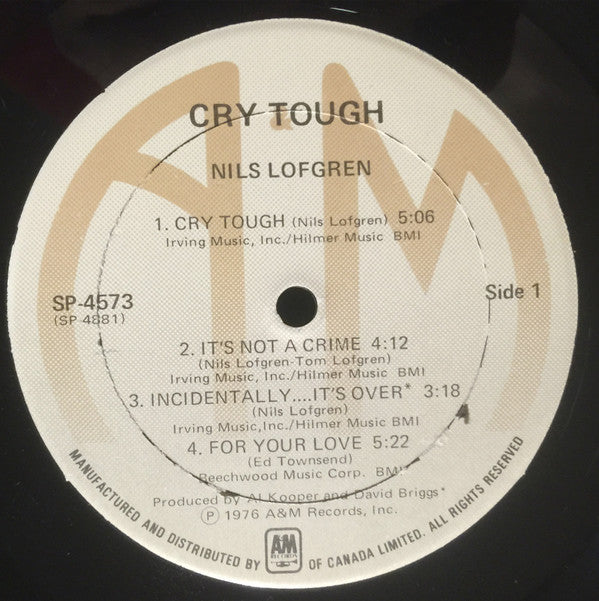 A&M
CRY TOUGH
NILS LOFGREN
1. CRY TOUGH (Nils Lofgren) 5:06
Irving Music, Inc./Hilmer Music BMI
SP-4573
(SP 4881)
Side 1
2. IT'S NOT A CRIME 4:12
(Nils Lofgren-Tom Lofgren)
Irving Music, Inc./Hilmer Music BMI
3. INCIDENTALLY....IT'S OVER* 3:18
(Nils Lofgren)
Irving Music,Inc./Hilmer Music BMI
4. FOR YOUR LOVE 5:22
(Ed Townsend)
Beechwood Music Corp. BMI
Produced by Al Kooper and David Briggs*
℗ 1976 A&M Records, Inc.
MANUFACTURED AND DISTRIBUTED BY A&M RECORDS OF CANADA LIMITED. ALL RIGHTS RESERVED